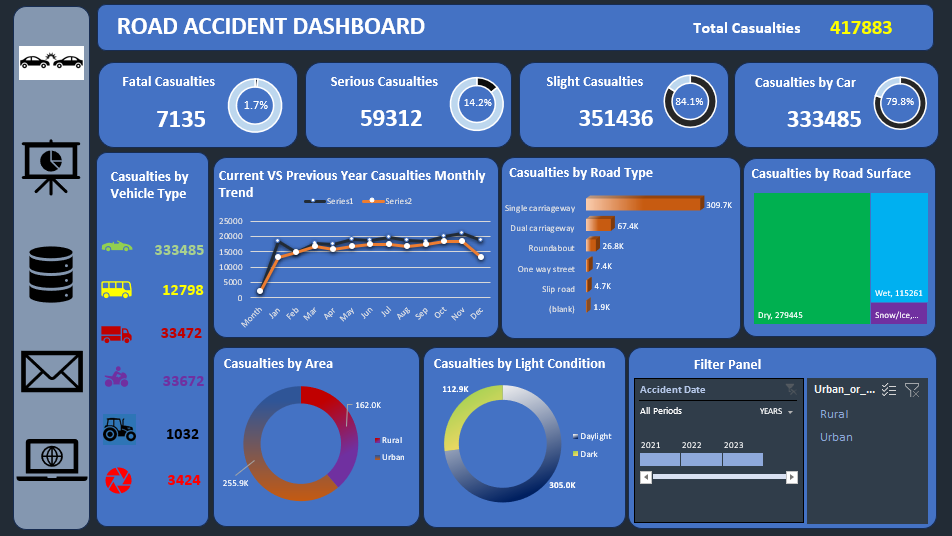 ROAD ACCIDENT DASHBOARD
Total Casualties 417883
Fatal Casualties
7135
1.7%
Serious Casualties
59312
14.2%
Slight Casualties
351436
84.1%
Casualties by Car
333485
79.8%
Casualties by
Vehicle Type
333485
12798
33472
33672
1032
3424
Current VS Previous Year Casualties Monthly
Trend
Series1 Series2
25000
20000
15000
10000
5000
0
Month Jan Feb Mar Apr May Jun Jul Aug Sep Oct Nov Dec
Casualties by Road Type
Single carriageway 309.7K
Dual carriageway 67.4K
Roundabout 26.8K
One way street 7.4K
Slip road 4.7K
(blank) 1.9K
Casualties by Road Surface
Dry, 279445
Wet, 115261
Snow/Ice,...
Casualties by Area
162.0K
Rural
Urban
255.9K
Casualties by Light Condition
112.9K
Daylight
Dark
305.0K
Filter Panel
Accident Date
All Periods YEARS
2021 2022 2023
Urban_or_...
Rural
Urban